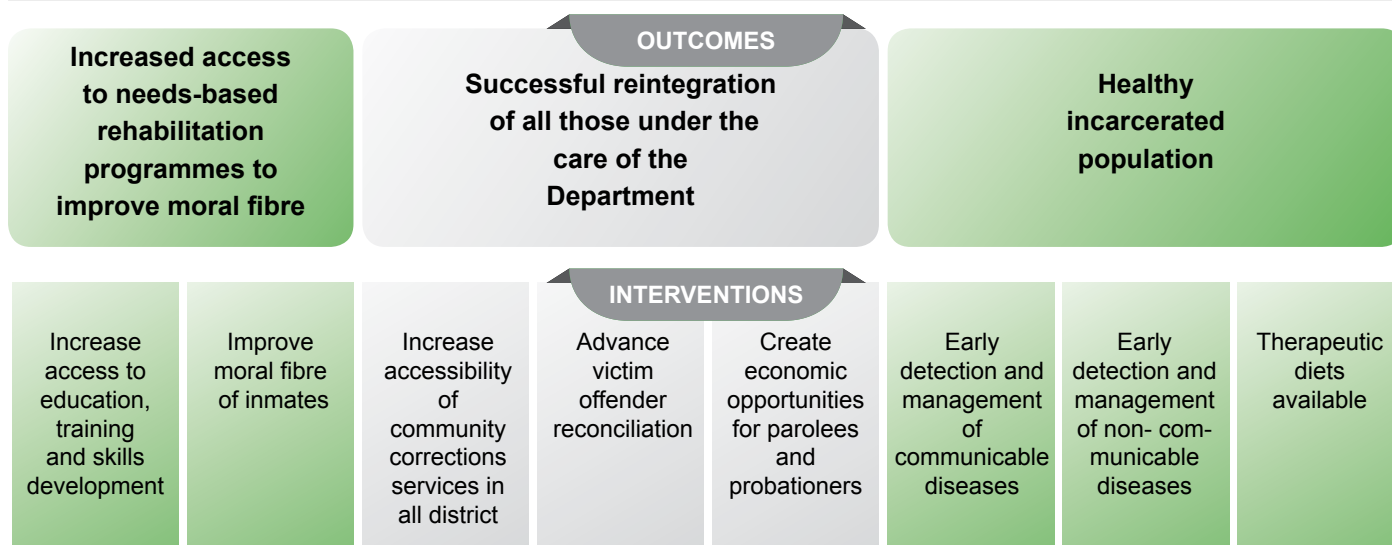 OUTCOMES
Increased access
to needs-based
rehabilitation
programmes to
improve moral fibre
Successful reintegration
of all those under the
care of the
Department
Healthy
incarcerated
population
INTERVENTIONS
Increase
access to
education,
training
and skills
development
Improve
moral fibre
of inmates
Increase
accessibility
of
community
corrections
services in
all district
Advance
victim
offender
reconciliation
Create
economic
opportunities
for parolees
and
probationers
Early
detection and
management
of
communicable
diseases
Early
detection and
management
of non- com-
municable
diseases
Therapeutic
diets
available